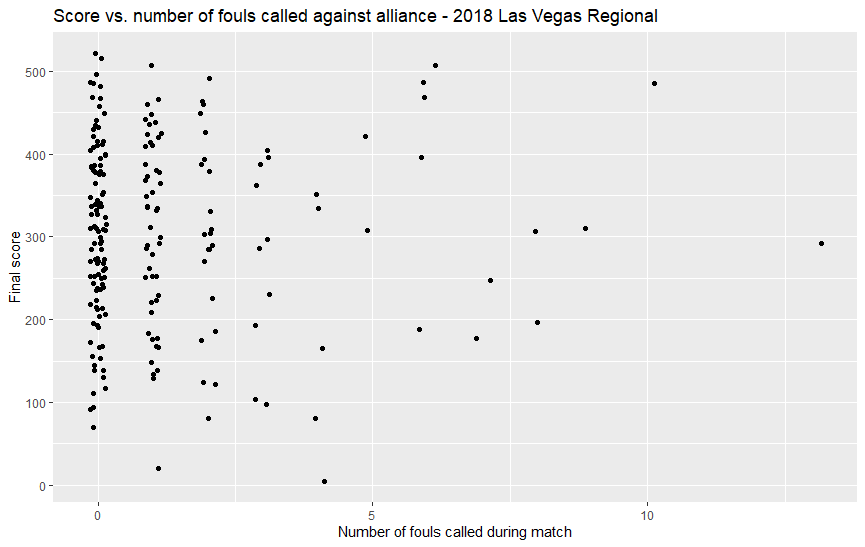 Score vs. number of fouls called against alliance - 2018 Las Vegas Regional
500
400
300
200
100
0
Final score
0 5 10
Number of fouls called during match